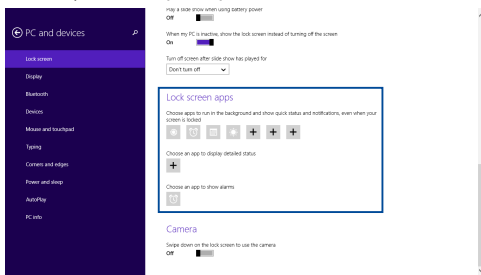 Play a slide show when using battery power
Off
PC and devices
When my PC is inactive, show the lock screen instead of turning off the screen
On
Lock screen
Turn off screen after slide show has played for
Don't turn off
Display
Bluetooth
Devices
Mouse and touchpad
Typing
Corners and edges
Power and sleep
AutoPlay
PC info
Lock screen apps
Choose apps to run in the background and show quick status and notifications, even when your
screen is locked
Choose an app to display detailed status
Choose an app to show alarms
Camera
Swipe down on the lock screen to use the camera
Off